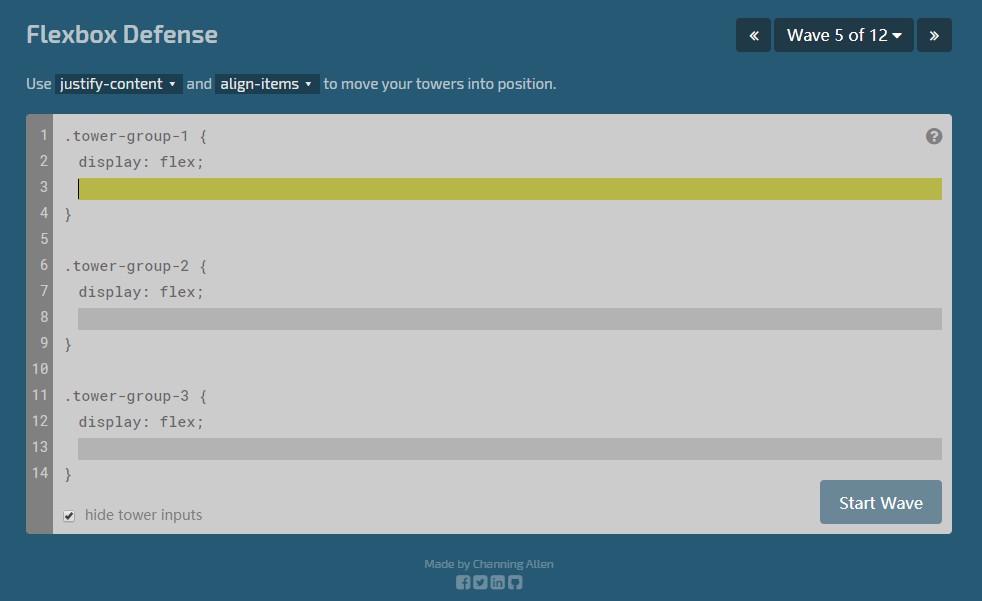 Flexbox Defense
« Wave 5 of 12 »
Use justify-content and align-items to move your towers into position.
1 .tower-group-1 {
2 display: flex;
3
4 }
5
6 .tower-group-2 {
7 display: flex;
8
9 }
10
11 .tower-group-3 {
12 display: flex;
13
14 }
hide tower inputs
Start Wave
Made by Channing Allen